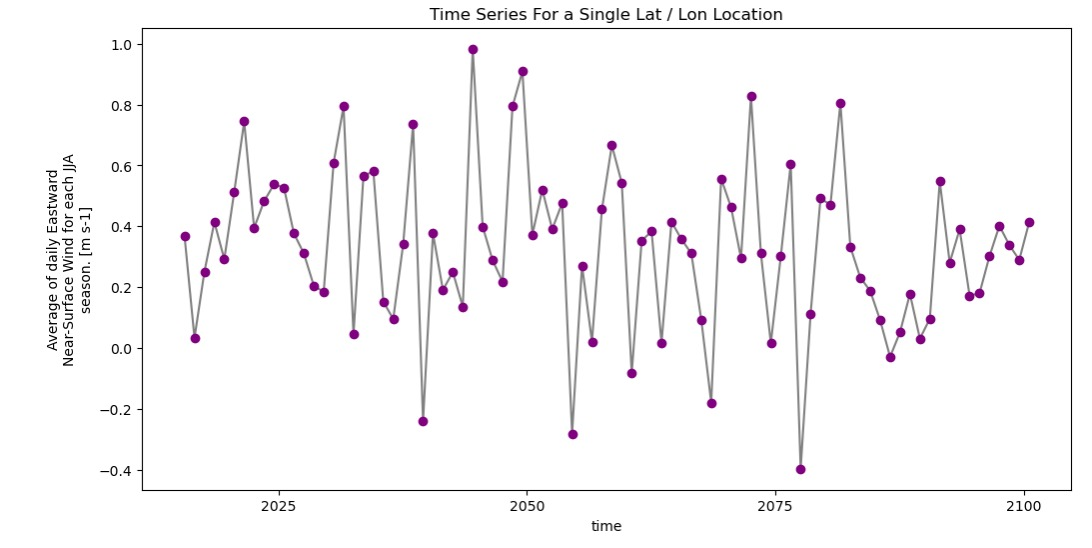 Time Series For a Single Lat / Lon Location
Average of daily Eastward
Near-Surface Wind for each JJA
season. [m s-1]
1.0
0.8
0.6
0.4
0.2
0.0
−0.2
−0.4
2025
2050
2075
2100
time